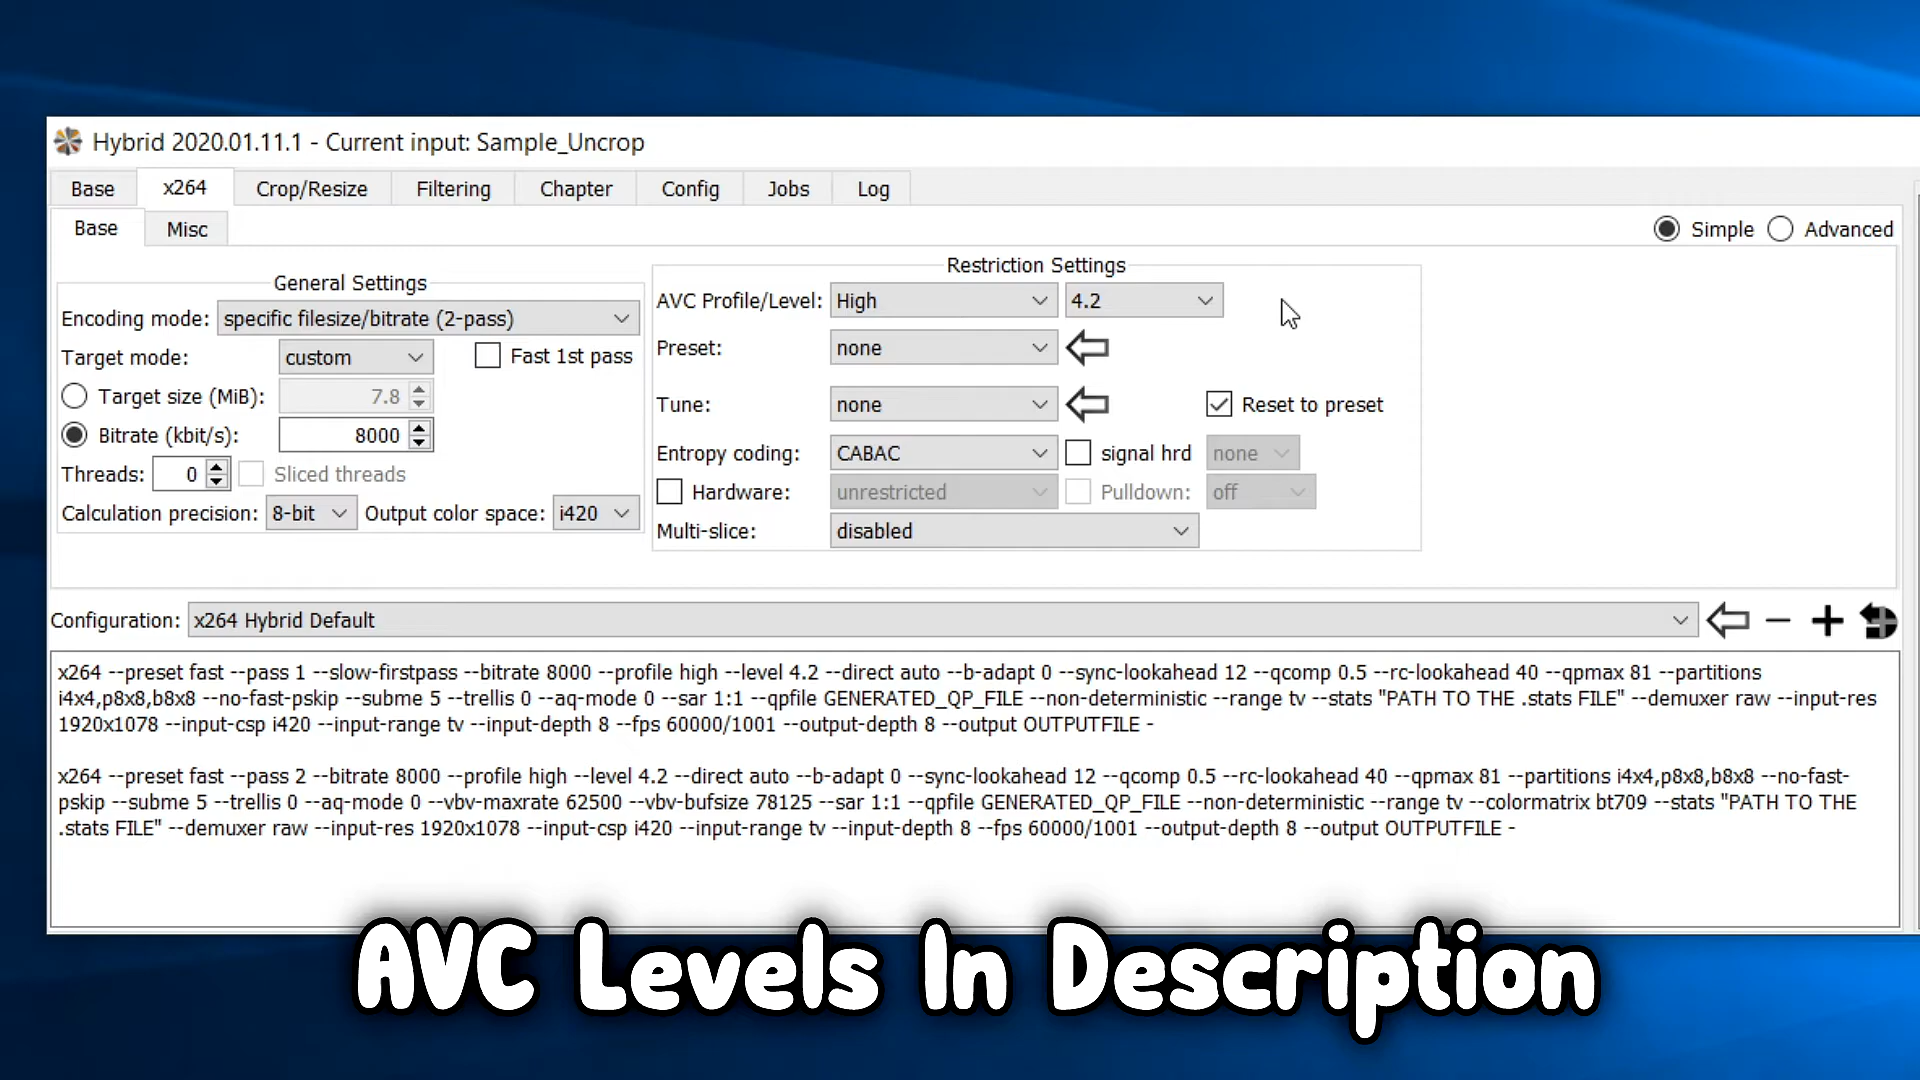 Hybrid 2020.01.11.1 - Current input: Sample_Uncrop
Base x264 Crop/Resize Filtering Chapter Config Jobs Log
Base Misc Simple Advanced
General Settings
Encoding mode: specific filesize/bitrate (2-pass)
Target mode: custom Fast 1st pass
Target size (MiB): 7.8
Bitrate (kbit/s): 8000
Threads: 0 Sliced threads
Calculation precision: 8-bit Output color space: i420
Restriction Settings
AVC Profile/Level: High 4.2
Preset: none
Tune: none Reset to preset
Entropy coding: CABAC signal hrd none
Hardware: unrestricted Pulldown: off
Multi-slice: disabled
Configuration: x264 Hybrid Default
x264 --preset fast --pass 1 --slow-firstpass --bitrate 8000 --profile high --level 4.2 --direct auto --b-adapt 0 --sync-lookahead 12 --qcomp 0.5 --rc-lookahead 40 --qpmax 81 --partitions
i4x4,p8x8,b8x8 --no-fast-pskip --subme 5 --trellis 0 --aq-mode 0 --sar 1:1 --qpfile GENERATED_QP_FILE --non-deterministic --range tv --stats "PATH TO THE .stats FILE" --demuxer raw --input-res
1920x1078 --input-csp i420 --input-range tv --input-depth 8 --fps 60000/1001 --output-depth 8 --output OUTPUTFILE -
x264 --preset fast --pass 2 --bitrate 8000 --profile high --level 4.2 --direct auto --b-adapt 0 --sync-lookahead 12 --qcomp 0.5 --rc-lookahead 40 --qpmax 81 --partitions i4x4,p8x8,b8x8 --no-fast-
pskip --subme 5 --trellis 0 --aq-mode 0 --vbv-maxrate 62500 --vbv-bufsize 78125 --sar 1:1 --qpfile GENERATED_QP_FILE --non-deterministic --range tv --colormatrix bt709 --stats "PATH TO THE
.stats FILE" --demuxer raw --input-res 1920x1078 --input-csp i420 --input-range tv --input-depth 8 --fps 60000/1001 --output-depth 8 --output OUTPUTFILE -
AVC Levels In Description